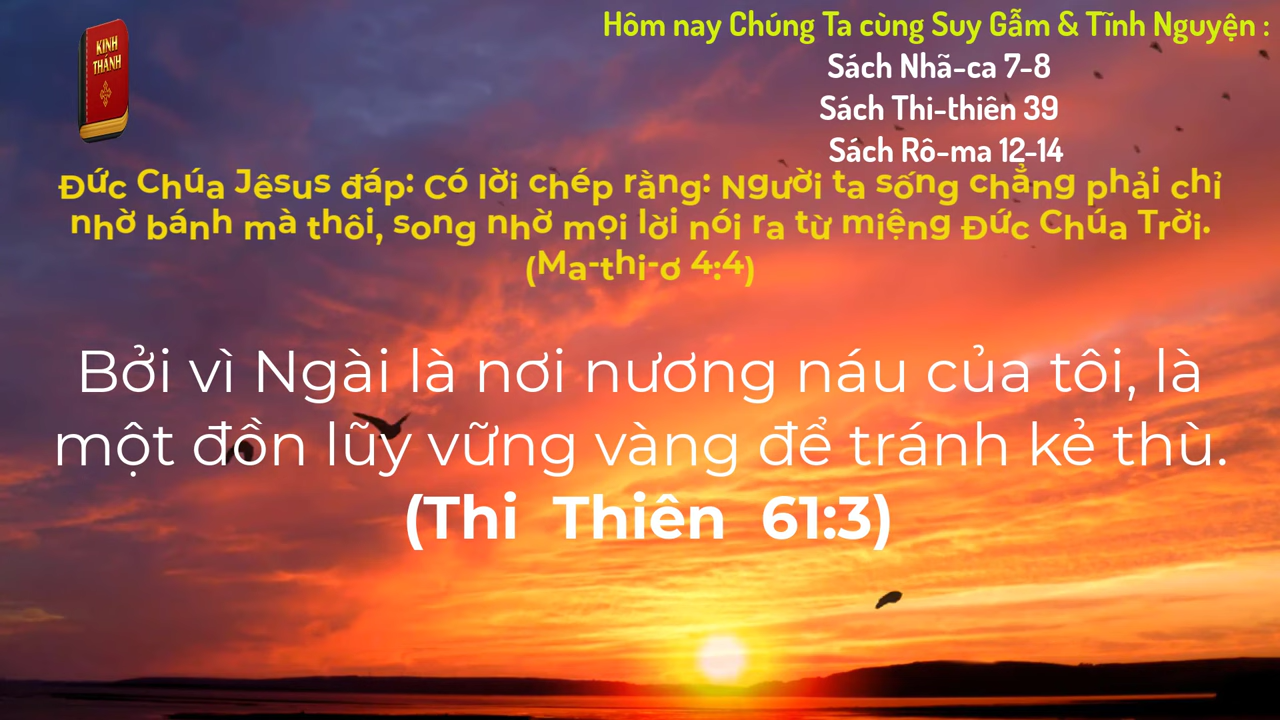 KINH
THÁNH
Hôm nay Chúng Ta cùng Suy Gẫm & Tĩnh Nguyện :
Sách Nhã-ca 7-8
Sách Thi-thiên 39
Sách Rô-ma 12-14
Đức Chúa Jêsus đáp: Có lời chép rằng: Người ta sống chẳng phải chỉ
nhờ bánh mà thôi, song nhờ mọi lời nói ra từ miệng Đức Chúa Trời.
(Ma-thi-ơ 4:4)
Bởi vì Ngài là nơi nương náu của tôi, là
một đồn lũy vững vàng để tránh kẻ thù.
(Thi Thiên 61:3)